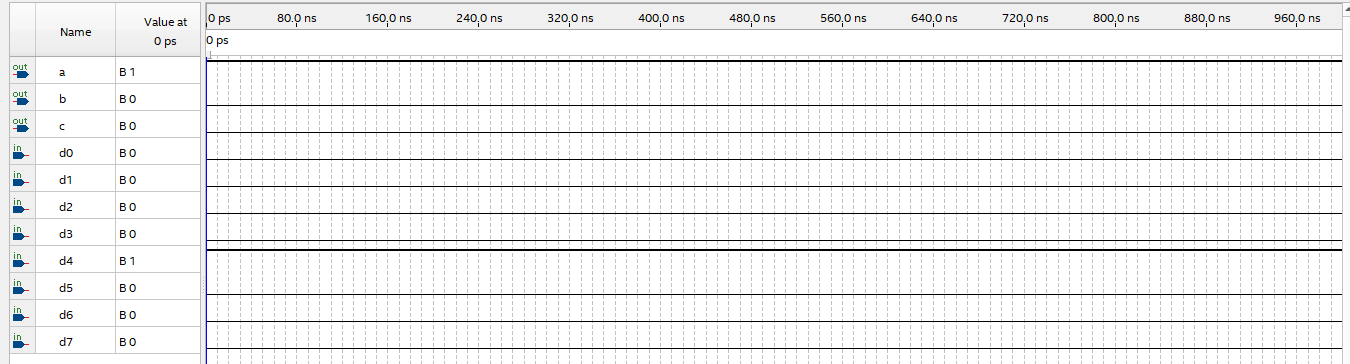 Name
Value at
0 ps
0 ps 80.0 ns 160.0 ns 240.0 ns 320.0 ns 400.0 ns 480.0 ns 560.0 ns 640.0 ns 720.0 ns 800.0 ns 880.0 ns 960.0 ns
0 ps
out a B 1
out b B 0
out c B 0
in d0 B 0
in d1 B 0
in d2 B 0
in d3 B 0
in d4 B 1
in d5 B 0
in d6 B 0
in d7 B 0